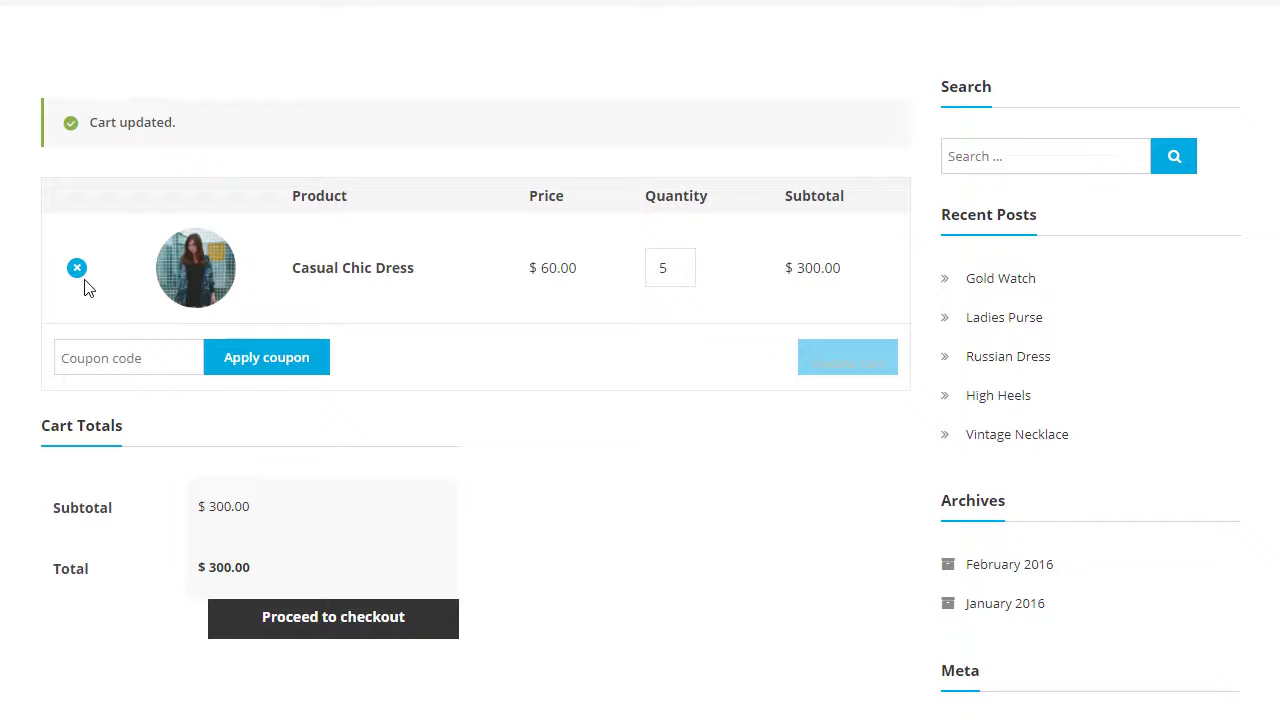 Cart updated.
Product Price Quantity Subtotal
Casual Chic Dress $ 60.00 5 $ 300.00
Coupon code Apply coupon
Cart Totals
Subtotal $ 300.00
Total $ 300.00
Proceed to checkout
Search
Search ...
Recent Posts
Gold Watch
Ladies Purse
Russian Dress
High Heels
Vintage Necklace
Archives
February 2016
January 2016
Meta